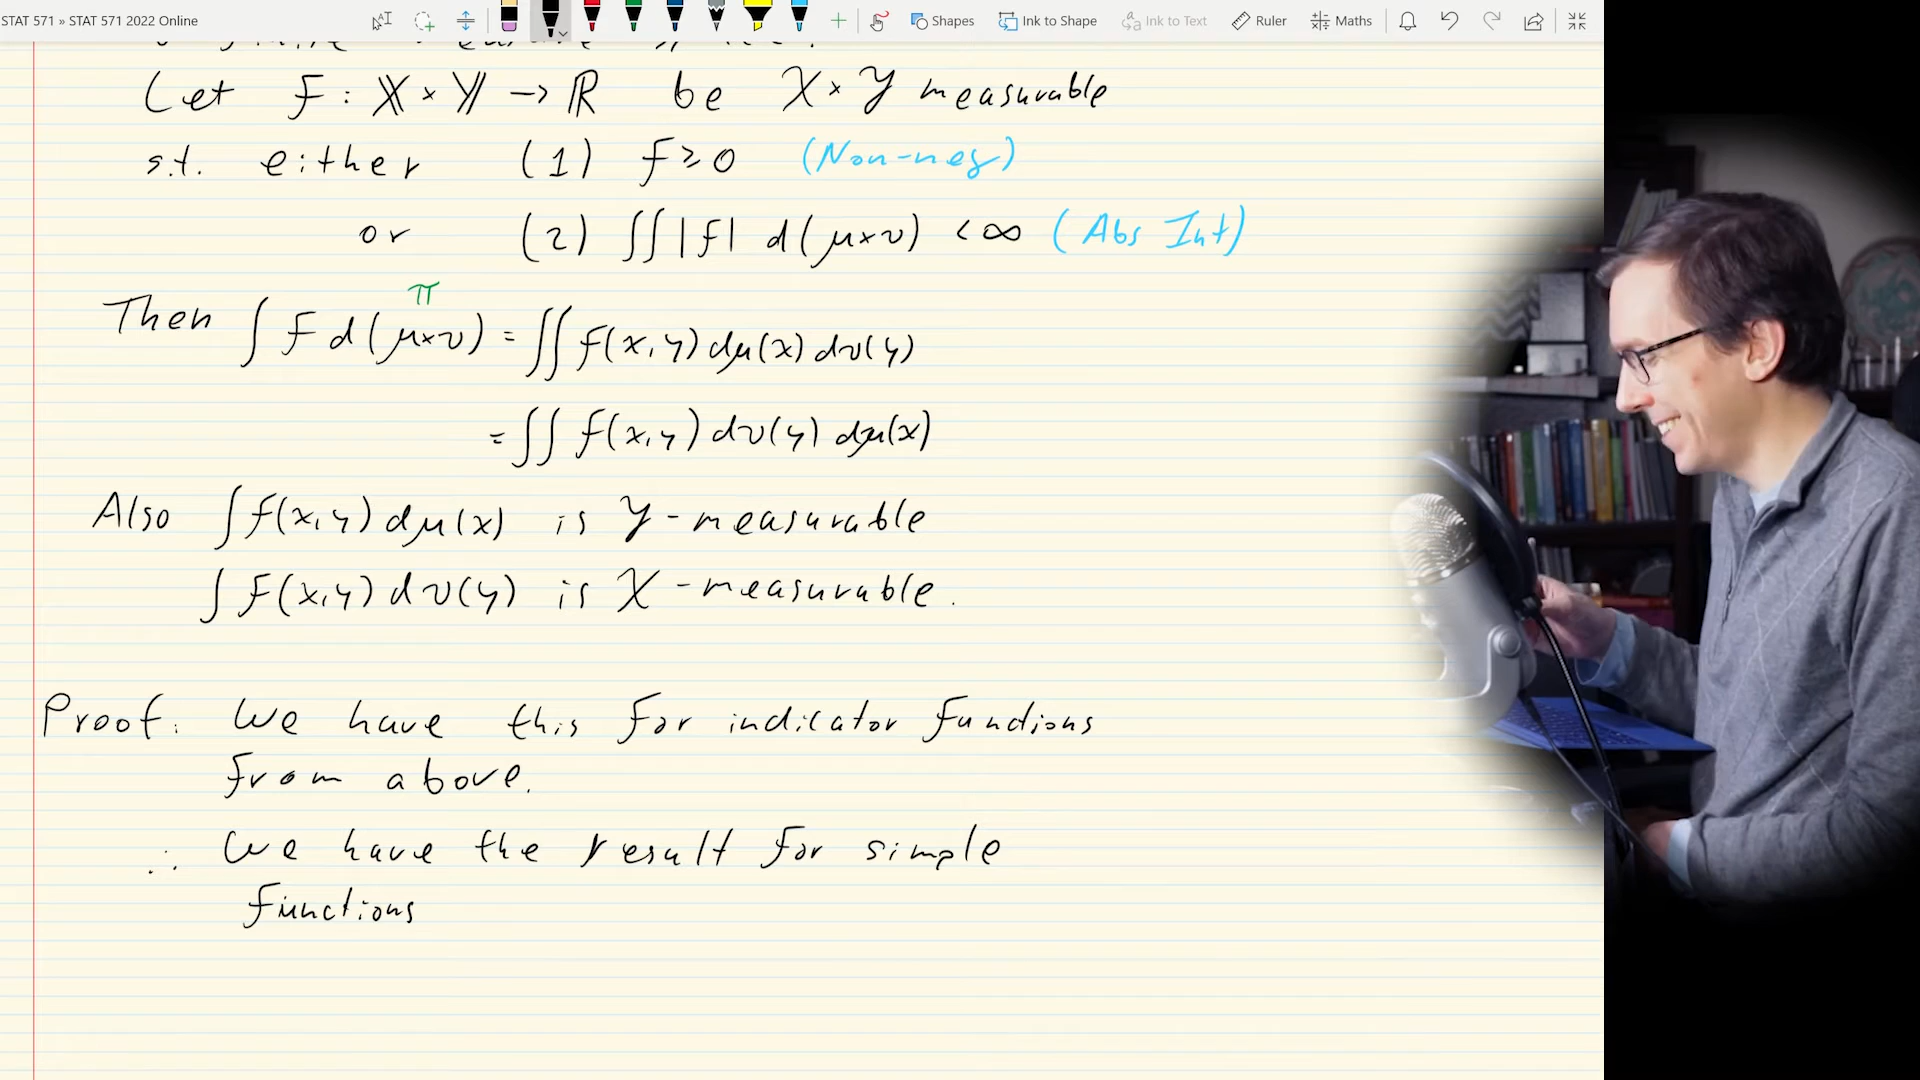 STAT 571 » STAT 571 2022 Online
Shapes Ink to Shape Ink to Text Ruler Maths
Let f : 𝕏 × 𝕐 → ℝ be 𝒳 × 𝒴 measurable
s.t. either (1) f ≥ 0 (Non-neg)
or (2) ∬ |f| d(μ×ν) < ∞ (Abs Int)
π
Then ∫ f d(μ×ν) = ∬ f(x,y) dμ(x) dν(y)
= ∬ f(x,y) dν(y) dμ(x)
Also ∫ f(x,y) dμ(x) is 𝒴-measurable
∫ f(x,y) dν(y) is 𝒳-measurable.
Proof: We have this for indicator functions
from above.
∴ We have the result for simple
functions